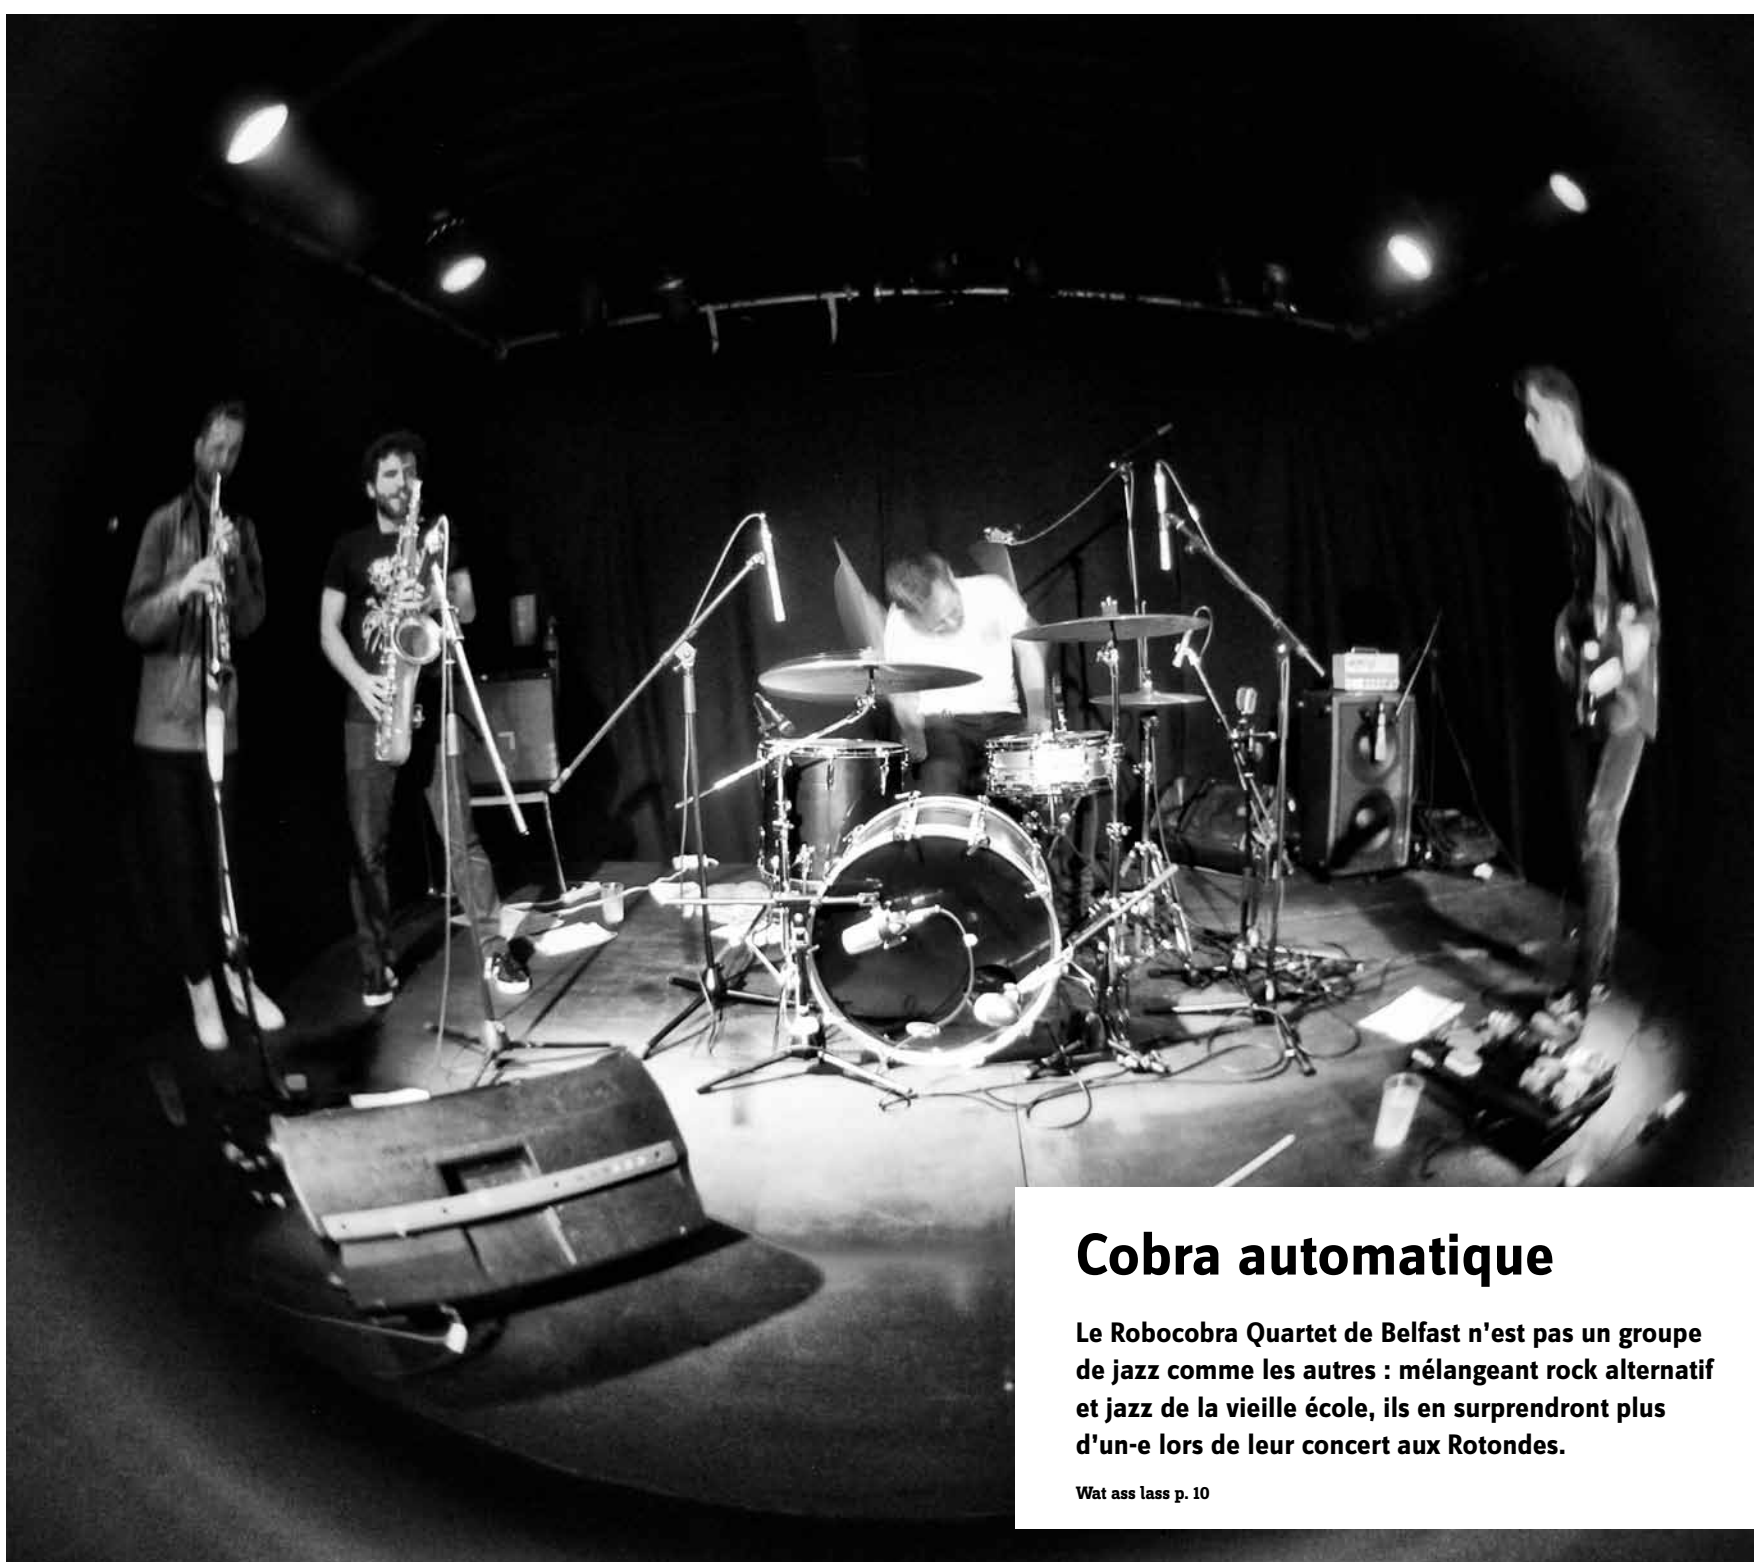 Cobra automatique
Le Robocobra Quartet de Belfast n’est pas un groupe
de jazz comme les autres : mélangeant rock alternatif
et jazz de la vieille école, ils en surprendront plus
d’un-e lors de leur concert aux Rotondes.
Wat ass lass p. 10